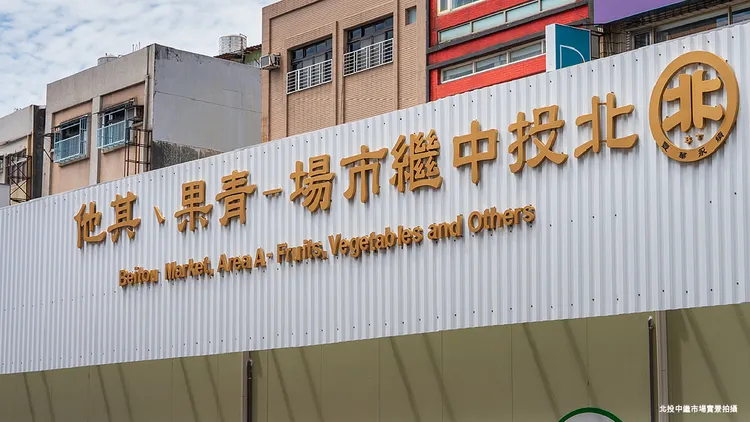 北
北投中繼市場－青果、其他
Beitou Market, Area A - Fruits, Vegetables and Others
北投中繼市場實景拍攝